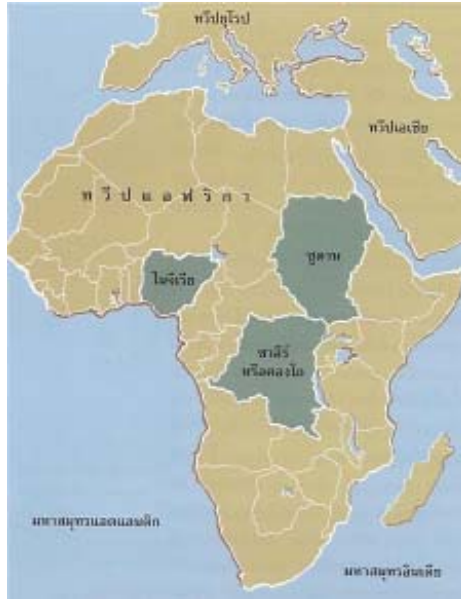 ทวีปยุโรป
ทวีปเอเชีย
ทวีปแอฟริกา
ซูดาน
ไนจีเรีย
ซาอีร์
หรือคองโก
มหาสมุทรแอตแลนติก
มหาสมุทรอินเดีย